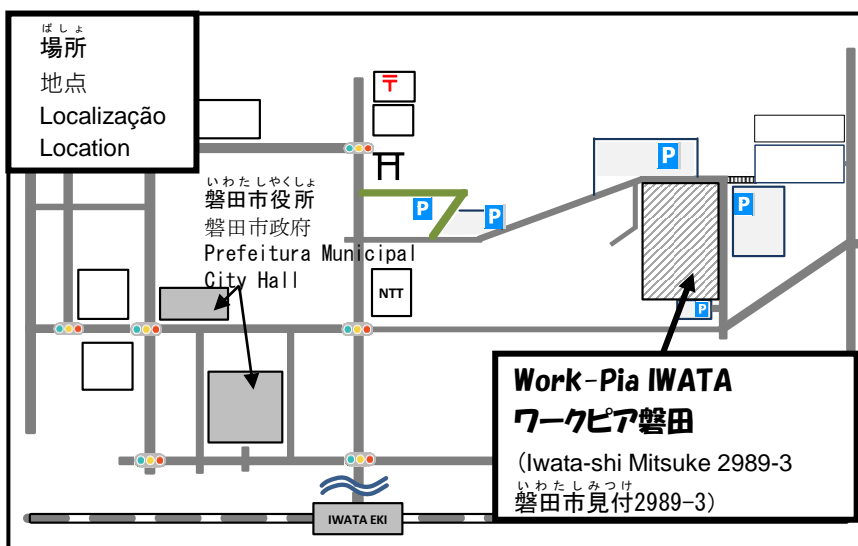 ばしょ
場所
地点
Localização
Location
〒
P
いわたしやくしょ
磐田市役所
磐田市政府
Prefeitura Municipal
City Hall
P
P
P
NTT
P
Work-Pia IWATA
ワークピア磐田
(Iwata-shi Mitsuke 2989-3
いわたしみつけ
磐田市見付2989-3)
IWATA EKI